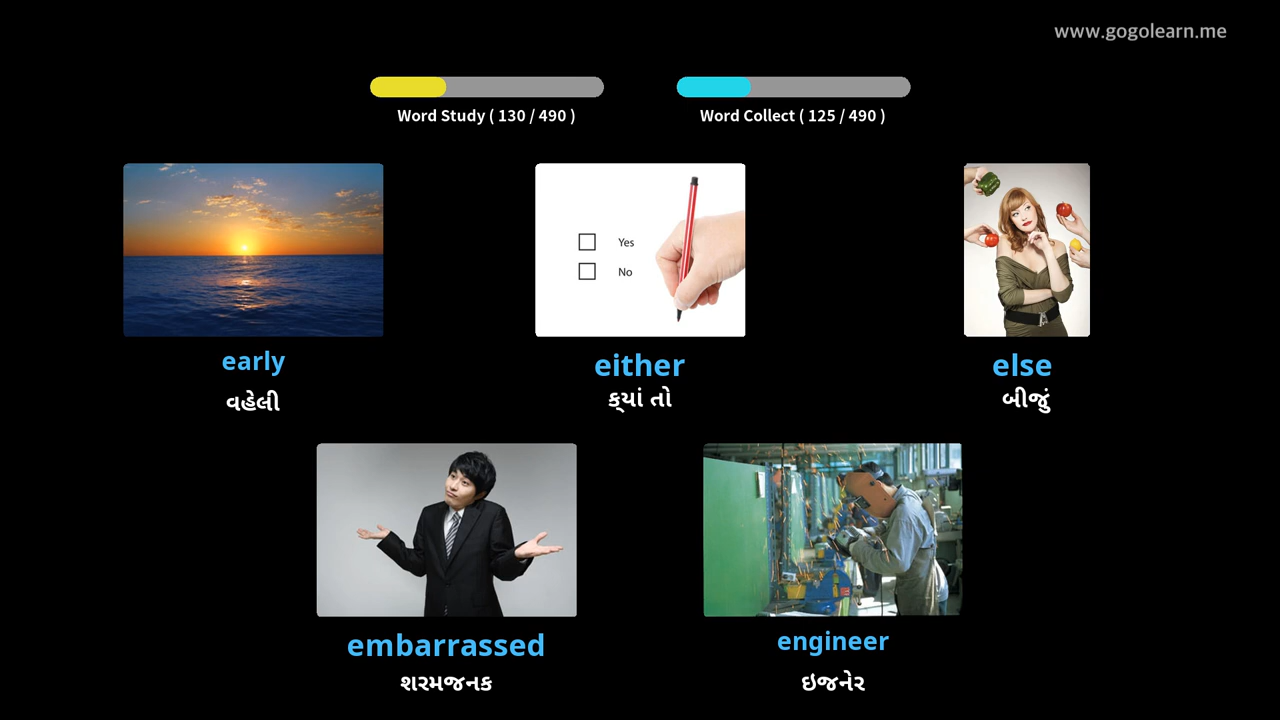 www.gogolearn.me
Word Study ( 130 / 490 )
Word Collect ( 125 / 490 )
Yes
No
early
either
else
વહેલી
ક્યાં તો
બીજું
embarrassed
engineer
શરમજનક
ઇજનેર